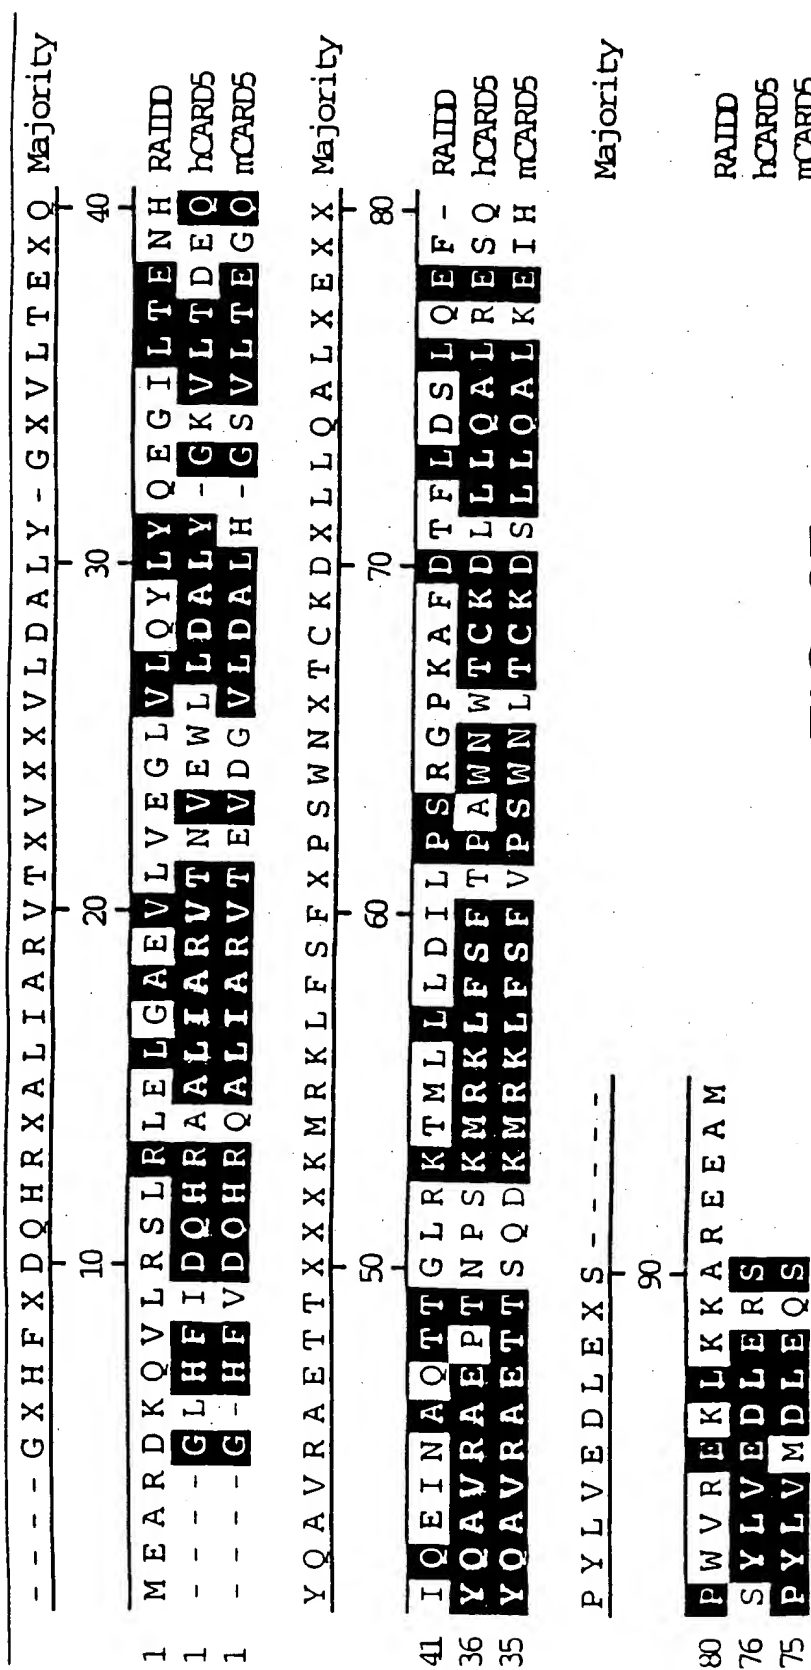 - - - - G X H F X D Q H R X A L I A R V T X V X X V L D A L Y - G X V L T E X Q Majority
10 20 30 40
1 M E A R D K Q V L R S L R L E L G A E V L V E G L V L Q Y L Y Q E G I L T E N H RAIDD
1 - - - - G L H F I D Q H R A A L I A R V T N V E W L L D A L Y - G K V L T D E Q hCARD5
1 - - - - G - H F V D Q H R Q A L I A R V T E V D G V L D A L H - G S V L T E G Q mCARD5
Y Q A V R A E T T X X X K M R K L F S F X P S W N X T C K D X L L Q A L X E X X Majority
50 60 70 80
41 I Q E I N A Q T T G L R K T M L L L D I L P S R G P K A F D T F L D S L Q E F - RAIDD
36 Y Q A V R A E P T N P S K M R K L F S F T P A W N W T C K D L L L Q A L R E S Q hCARD5
35 Y Q A V R A E T T S Q D K M R K L F S F V P S W N L T C K D S L L Q A L K E I H mCARD5
P Y L V E D L E X S - - - - - Majority
90
80 P W V R E K L K K A R E E A M RAIDD
76 S Y L V E D L E R S hCARD5
75 P Y L V M D L E Q S mCARD5